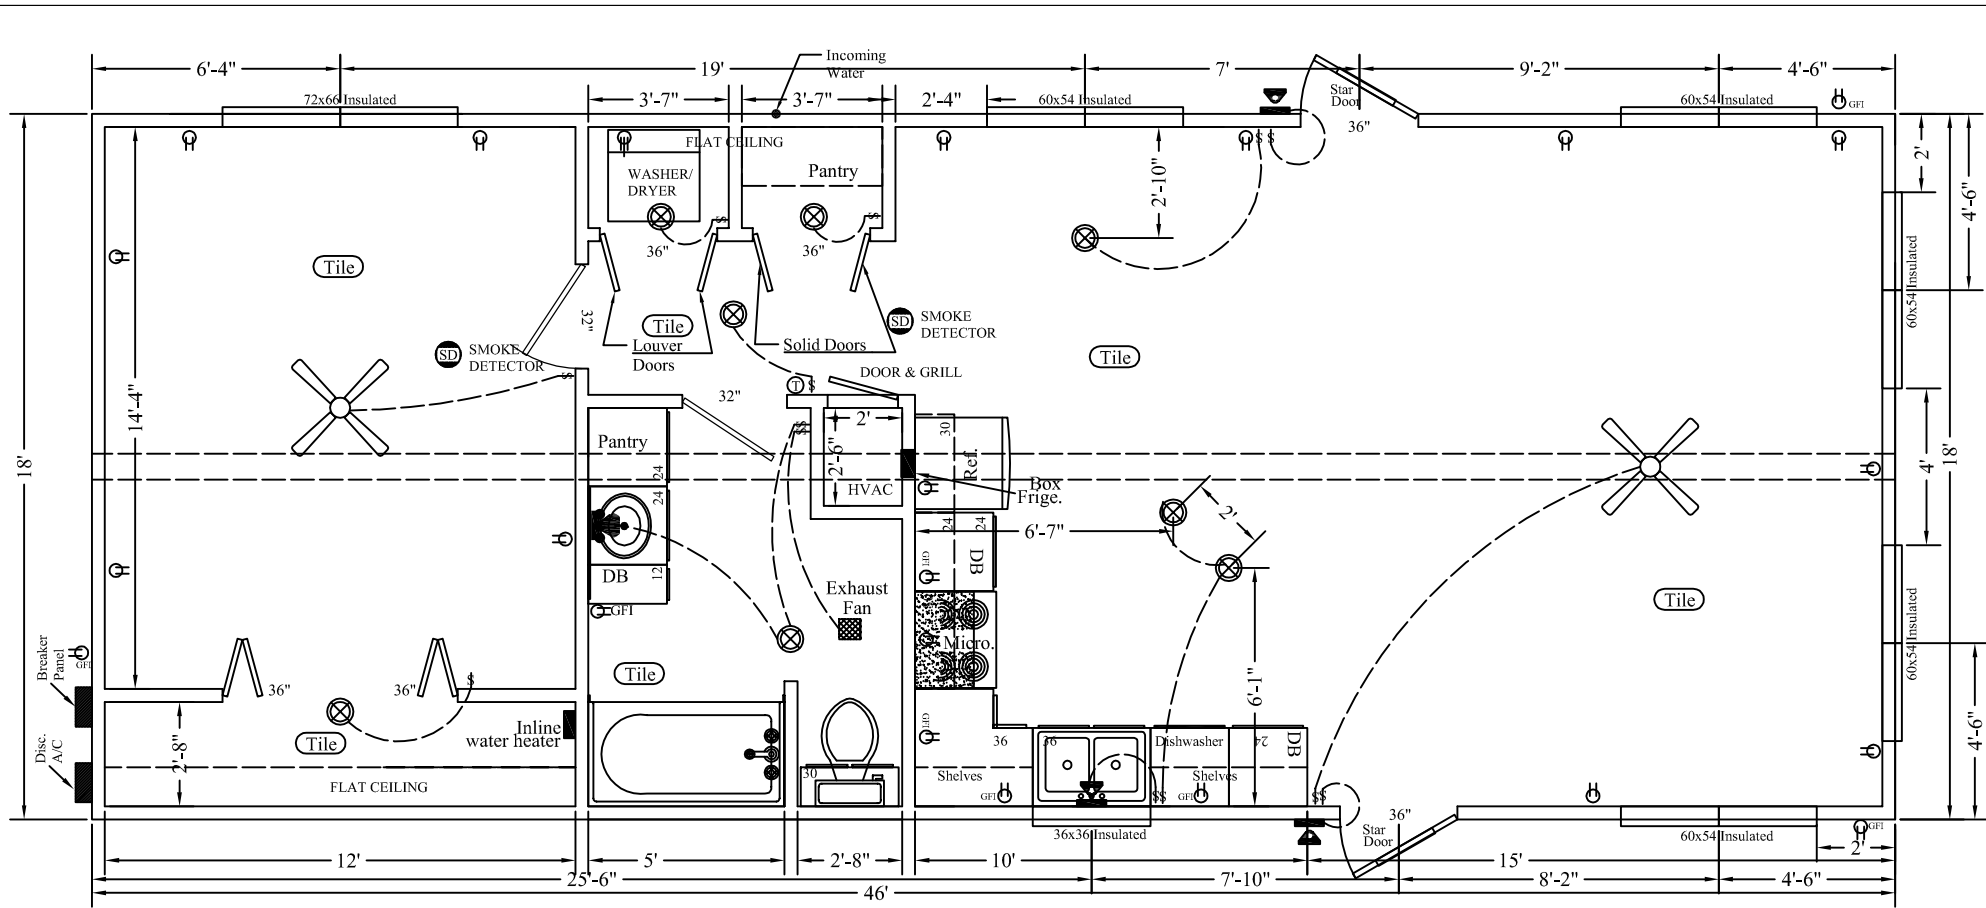 Incoming
Water
6'-4"
19'
7'
9'-2"
4'-6"
72x66 Insulated
3'-7"
3'-7"
2'-4"
60x54 Insulated
Star
Door
36"
60x54 Insulated
GFI
FLAT CEILING
WASHER/
DRYER
Pantry
$
$
36"
36"
2'-10"
$
$
2'
4'-6"
60x54 Insulated
Tile
32"
Tile
Louver
Doors
Solid Doors
SD
SMOKE
DETECTOR
SD
SMOKE
DETECTOR
$
Tile
DOOR & GRILL
T
$
32"
14'-4"
18'
2'
2'-6"
HVAC
$$
30
Ref.
Box
Frige.
Pantry
24
24
DB
12
GFI
24
24
6'-7"
2'
4'
18'
GFI
DB
Exhaust
Fan
Micro.
Tile
60x54 Insulated
Breaker
Panel
GFI
36"
36"
$
Tile
6'-1"
Disc.
A/C
2'-8"
Tile
Inline
water heater
FLAT CEILING
30
GFI
36
36
Dishwasher
24
DB
Shelves
Shelves
GFI
GFI
$$
$$
4'-6"
36x36 Insulated
36"
Star
Door
60x54 Insulated
GFI
2'
12'
5'
2'-8"
10'
15'
25'-6"
7'-10"
8'-2"
4'-6"
46'